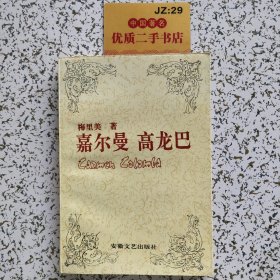 JZ:29
中国著名
优质二手书店
梅里美 著
嘉尔曼 高龙巴
Carmen Colomba
安徽文艺出版社